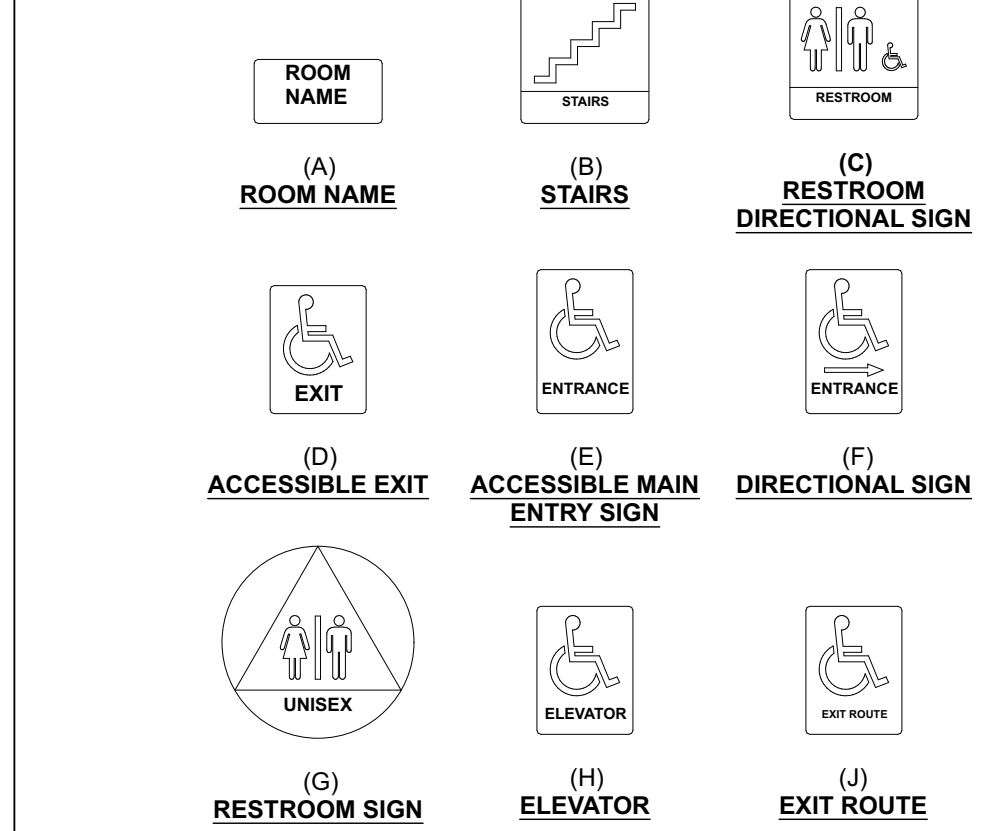 ROOM
NAME
(A)
ROOM NAME
STAIRS
(B)
STAIRS
RESTROOM
(C)
RESTROOM
DIRECTIONAL SIGN
EXIT
(D)
ACCESSIBLE EXIT
ENTRANCE
(E)
ACCESSIBLE MAIN
ENTRY SIGN
ENTRANCE
(F)
DIRECTIONAL SIGN
UNISEX
(G)
RESTROOM SIGN
ELEVATOR
(H)
ELEVATOR
EXIT ROUTE
(J)
EXIT ROUTE